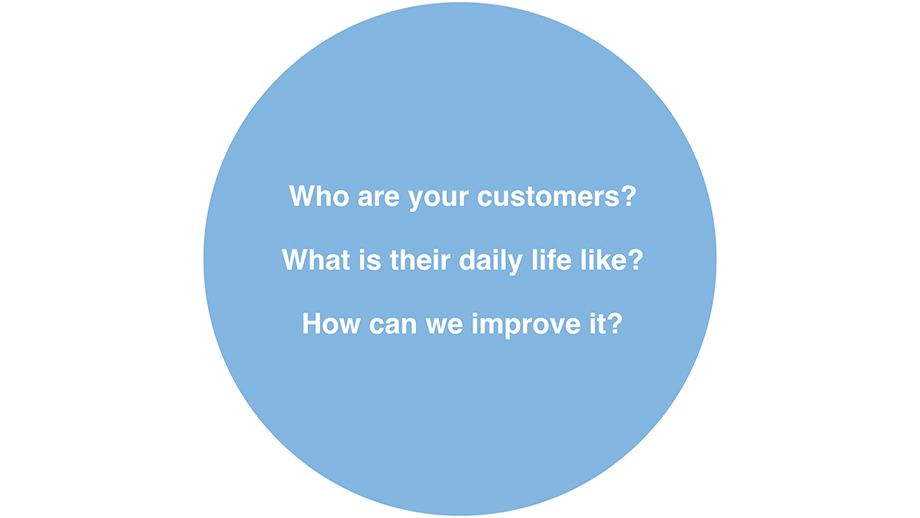 Who are your customers?
What is their daily life like?
How can we improve it?